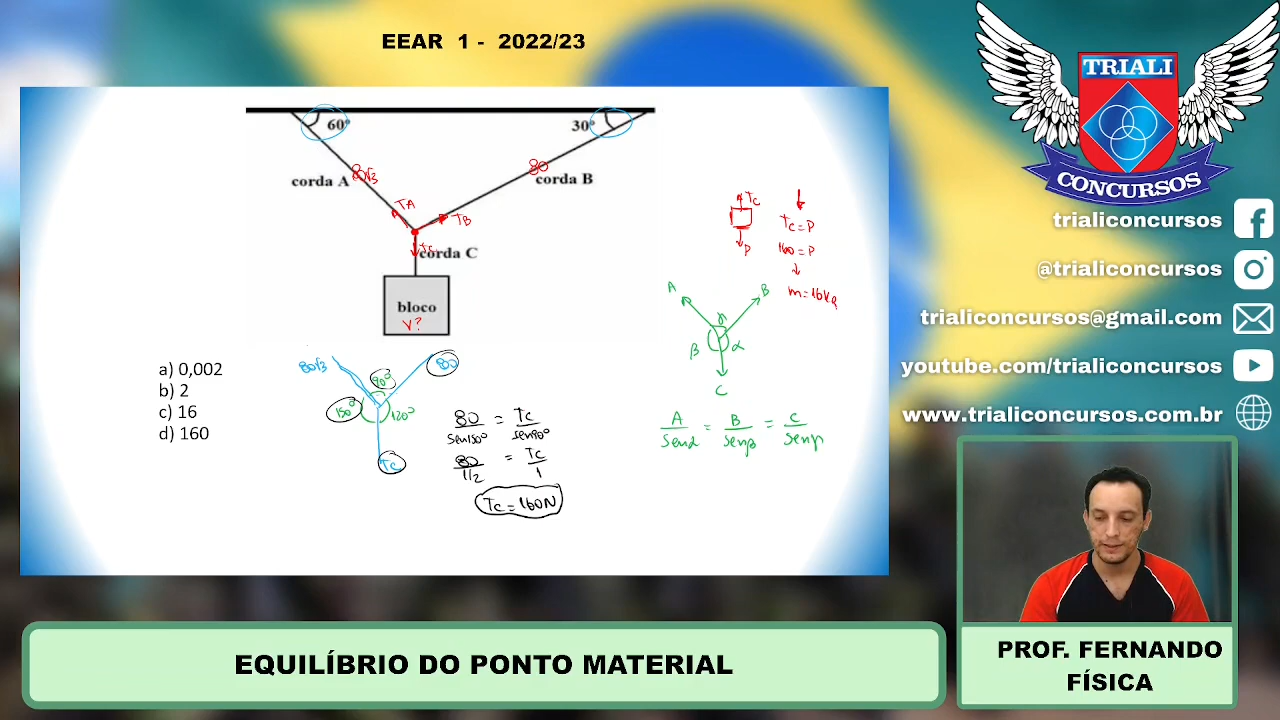 EEAR 1 - 2022/23
TRIALI
CONCURSOS
60º
30º
80√3
80
corda A
corda B
TA
TB
Tc
corda C
bloco
V?
Tc
P
Tc = P
160 = P
m = 16kg
A
B
γ
β
α
C
a) 0,002
b) 2
c) 16
d) 160
80√3
80
90°
150°
120°
Tc
80 / sen150° = Tc / sen90°
80 / 1/2 = Tc / 1
Tc = 160N
A / senα = B / senβ = C / senγ
trialiconcursos
@trialiconcursos
trialiconcursos@gmail.com
youtube.com/trialiconcursos
www.trialiconcursos.com.br
EQUILÍBRIO DO PONTO MATERIAL
PROF. FERNANDO
FÍSICA